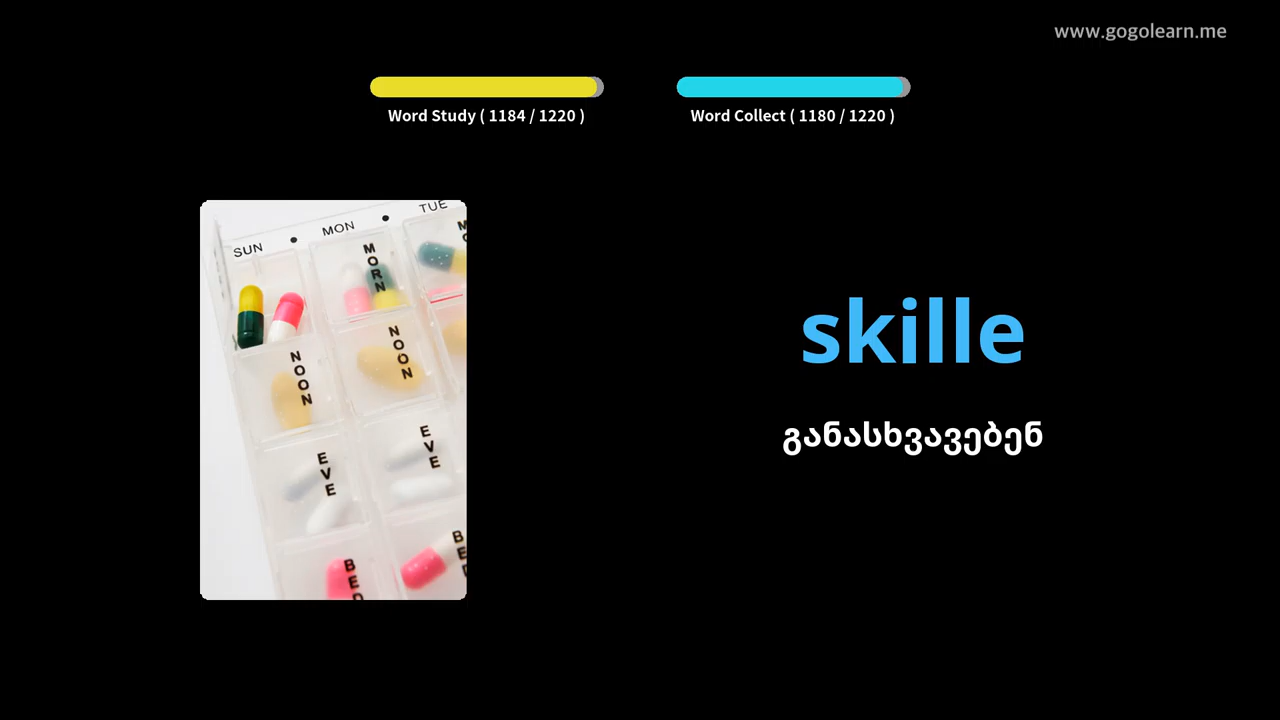 www.gogolearn.me
Word Study ( 1184 / 1220 )
Word Collect ( 1180 / 1220 )
SUN
MON
TUE
MORN
NOON
NOON
EVE
EVE
BED
skille
განასხვავებენ